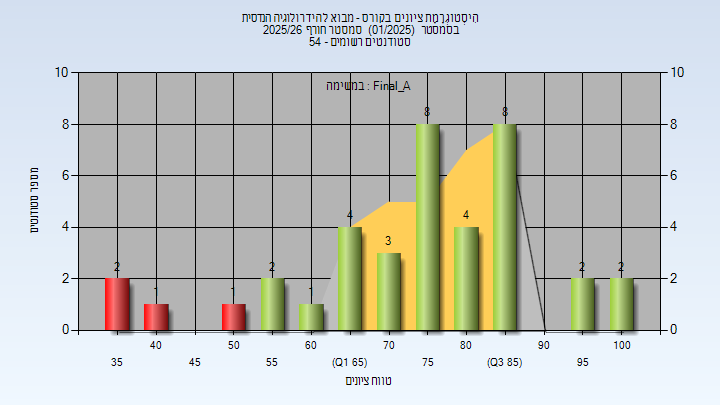 הִיסְטוֹגְרָמָת ציונים בקורס - מבוא להידרולוגיה הנדסית
בסמסטר (01/2025) סמסטר חורף 2025/26
סטודנטים רשומים - 54
במשימה : Final_A
מספר סטודנטים
10 8 6 4 2 0
10 8 6 4 2 0
2 1 1 2 1 4 3 8 4 8 2 2
40 50 60 70 80 90 100
35 45 55 (Q1 65) 75 (Q3 85) 95
טווח ציונים